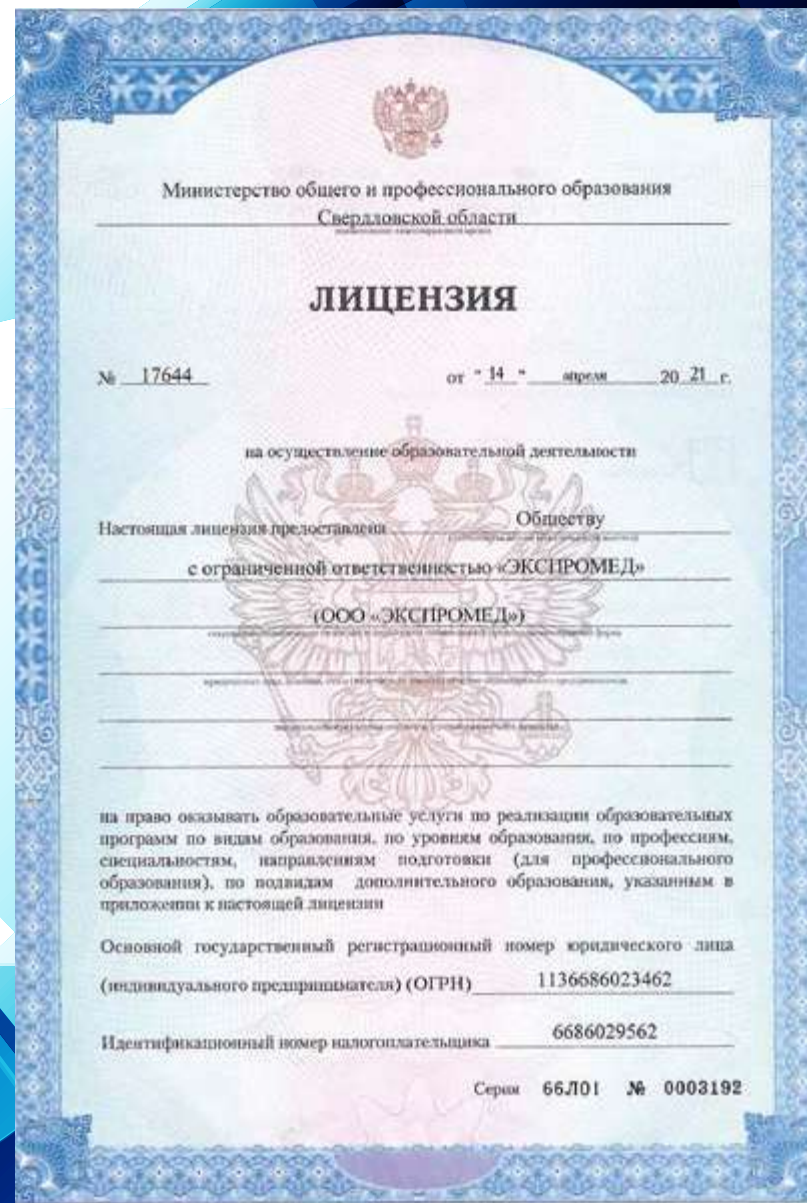 Министерство общего и профессионального образования
Свердловской области
ЛИЦЕНЗИЯ
№ 17644 от " 14 " апреля 20 21 г.
на осуществление образовательной деятельности
Настоящая лицензия предоставлена Обществу
с ограниченной ответственностью «ЭКСПРОМЕД»
(ООО «ЭКСПРОМЕД»)
на право оказывать образовательные услуги по реализации образовательных
программ по видам образования, по уровням образования, по профессиям,
специальностям, направлениям подготовки (для профессионального
образования), по подвидам дополнительного образования, указанным в
приложении к настоящей лицензии
Основной государственный регистрационный номер юридического лица
(индивидуального предпринимателя) (ОГРН) 1136686023462
Идентификационный номер налогоплательщика 6686029562
Серия 66Л01 № 0003192